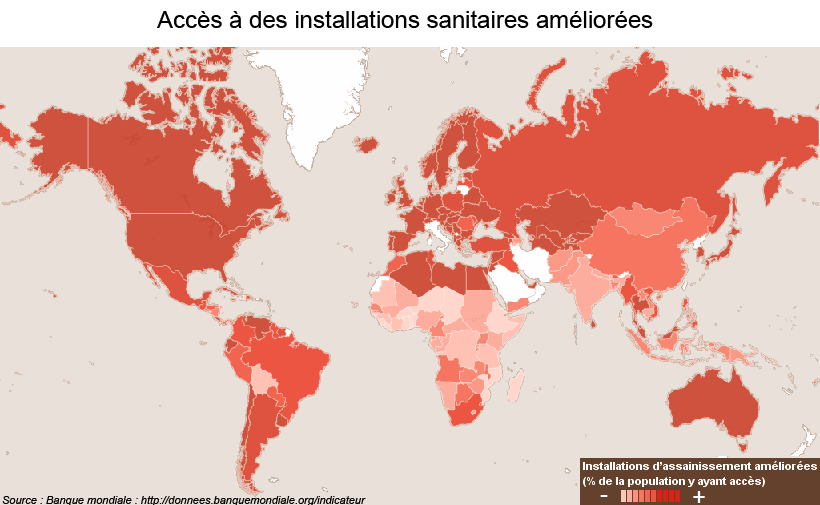 Accès à des installations sanitaires améliorées
Installations d'assainissement améliorées
(% de la population y ayant accès)
- +
Source : Banque mondiale : http://donnees.banquemondiale.org/indicateur